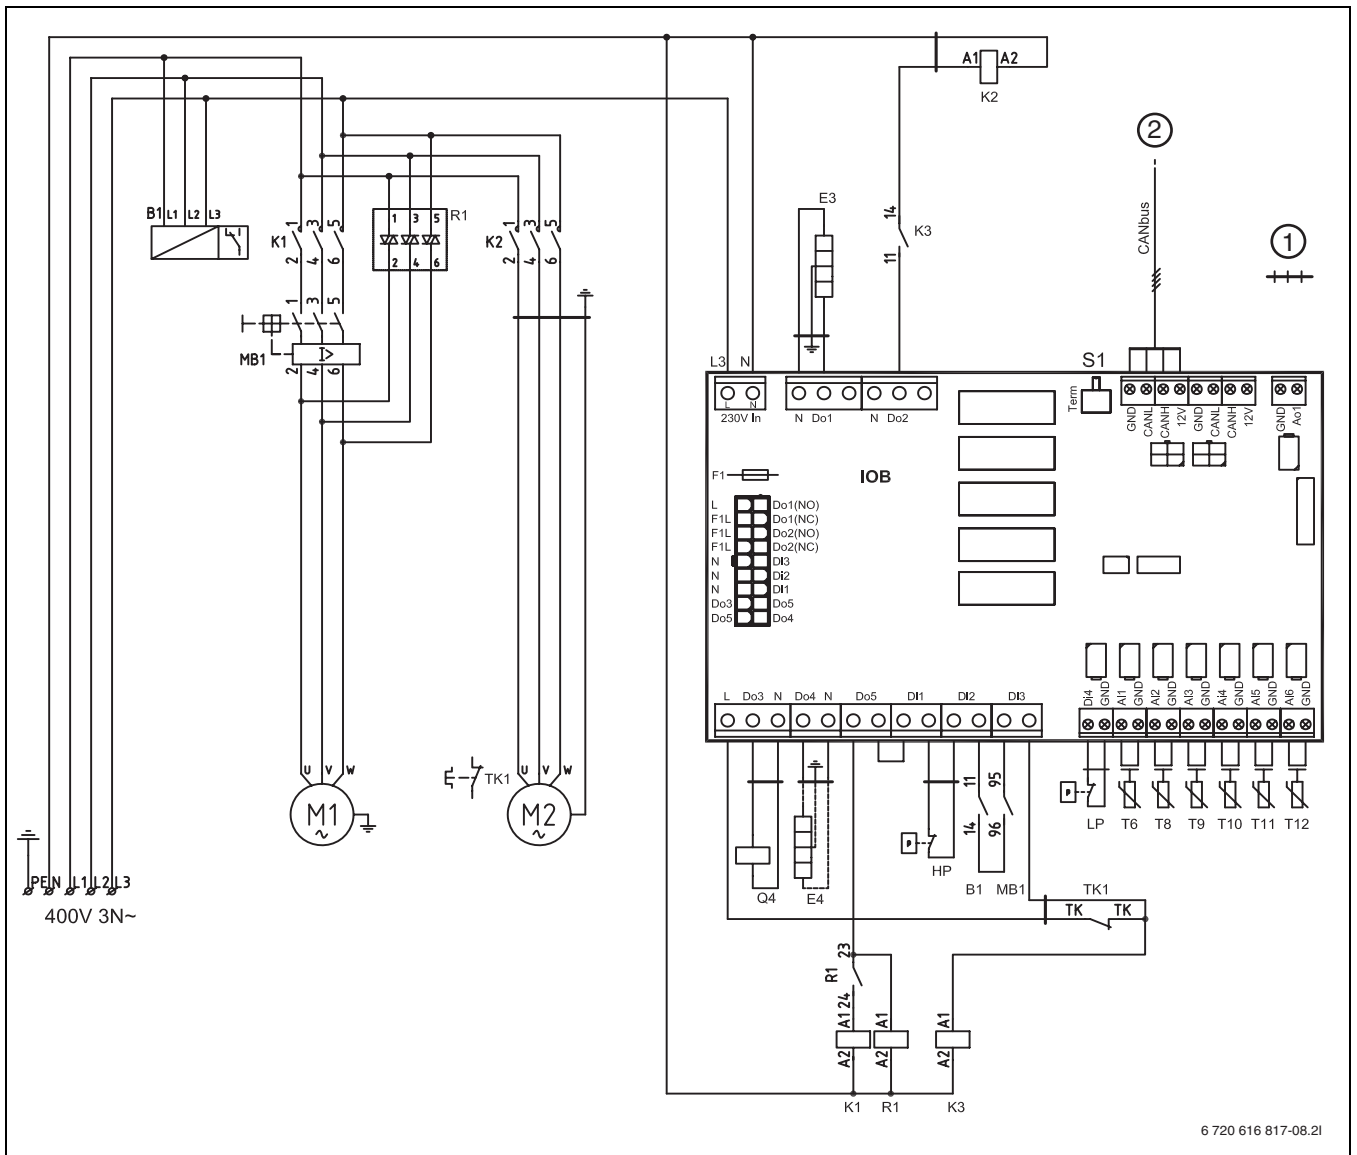 A1 A2
K2
2
CANbus
1
B1 L1 L2 L3
K1
1 3 5
2 4 6
1 3 5
2 4 6
R1
K2
1 3 5
2 4 6
E3
14
K3
11
MB1
1 3 5
I>
2 4 6
L3 N
S1
Term
L N
230V In
N Do1
N Do2
GND
CANL
CANH
12V
GND
CANL
CANH
12V
GND
Ao1
F1
IOB
L Do1(NO)
F1L Do1(NC)
F1L Do2(NO)
F1L Do2(NC)
N DI3
N Di2
N DI1
Do3 Do5
Do5 Do4
L Do3 N Do4 N Do5 DI1 DI2 DI3
Di4
GND
AI1
GND
AI2
GND
AI3
GND
Ai4
GND
AI5
GND
AI6
GND
U V W
M1
~
TK1
U V W
M2
~
P
LP T6 T8 T9 T10 T11 T12
11 95
14 96
P
HP
B1 MB1
Q4 E4
TK1
TK TK
PE N L1 L2 L3
400V 3N~
23
R1
24
A1 A1 A1
A2 A2 A2
K1 R1 K3
6 720 616 817-08.2I